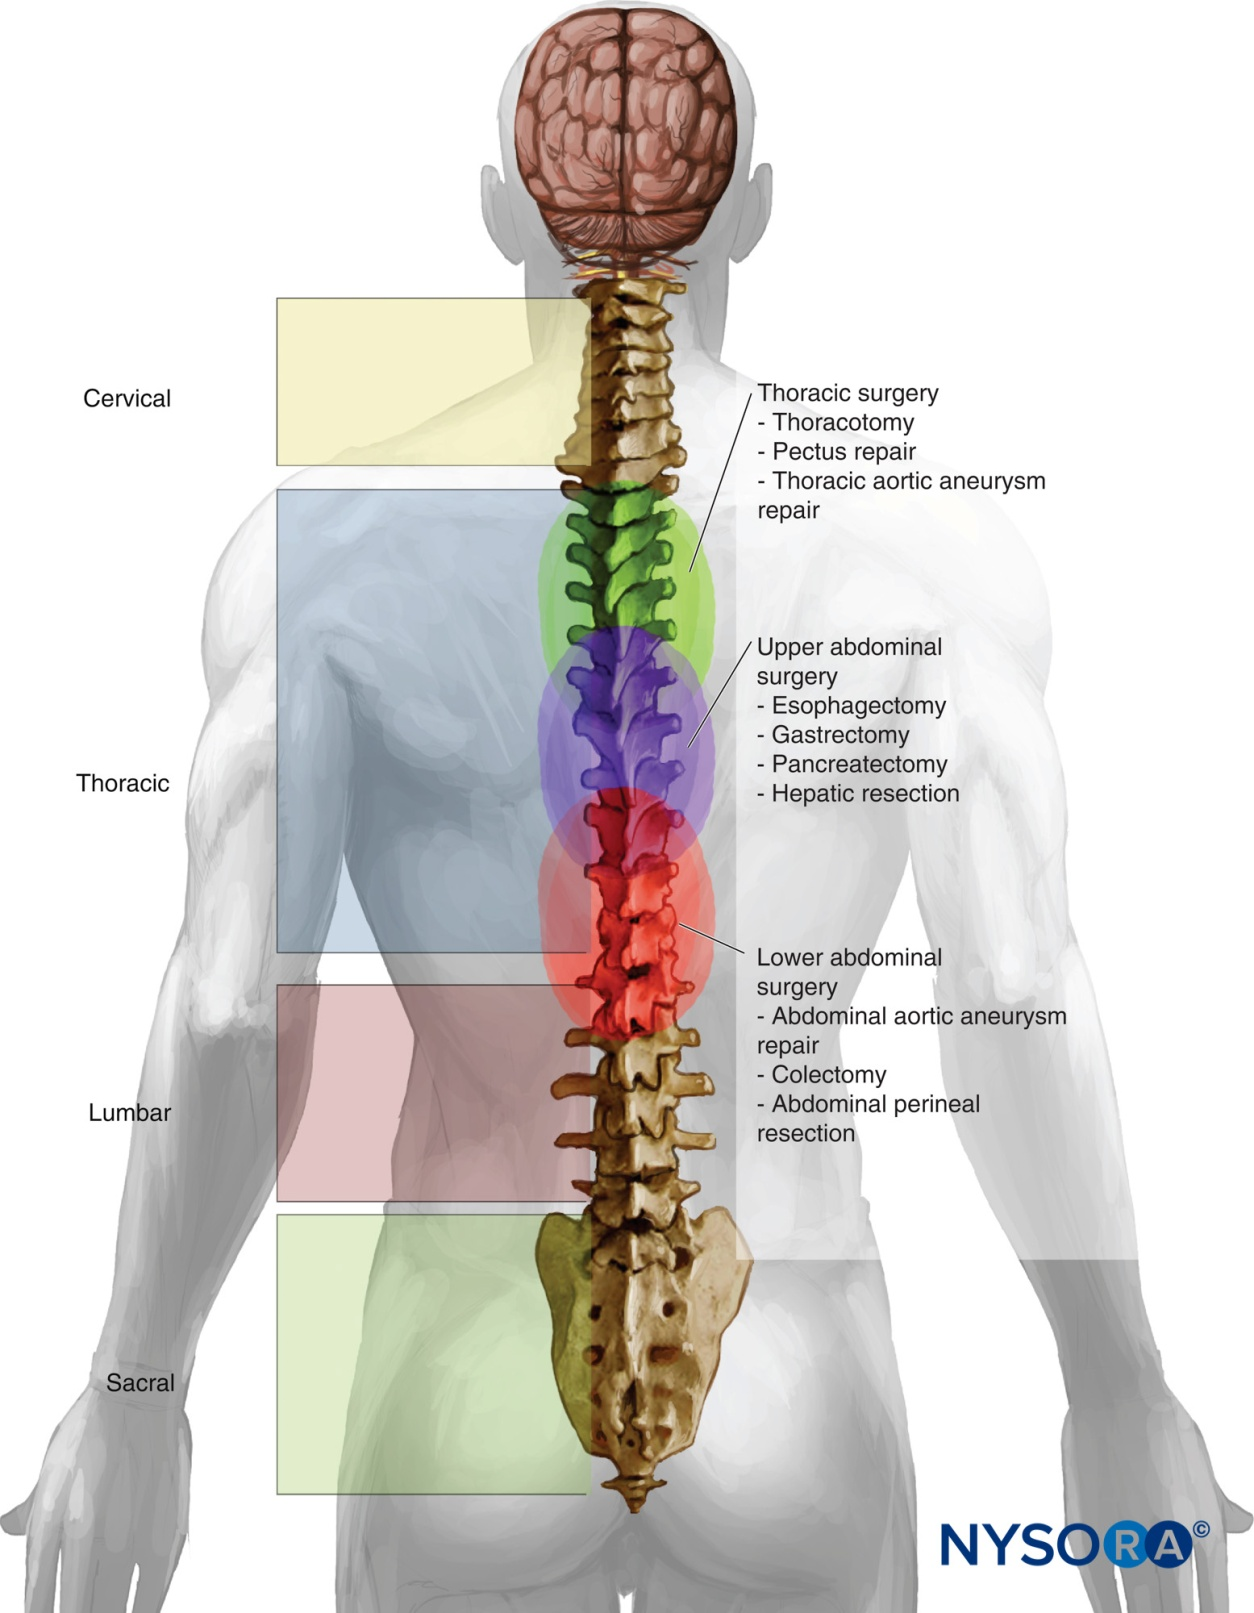 Cervical
Thoracic
Lumbar
Sacral
Thoracic surgery
- Thoracotomy
- Pectus repair
- Thoracic aortic aneurysm
repair
Upper abdominal
surgery
- Esophagectomy
- Gastrectomy
- Pancreatectomy
- Hepatic resection
Lower abdominal
surgery
- Abdominal aortic aneurysm
repair
- Colectomy
- Abdominal perineal
resection
NYSORA©